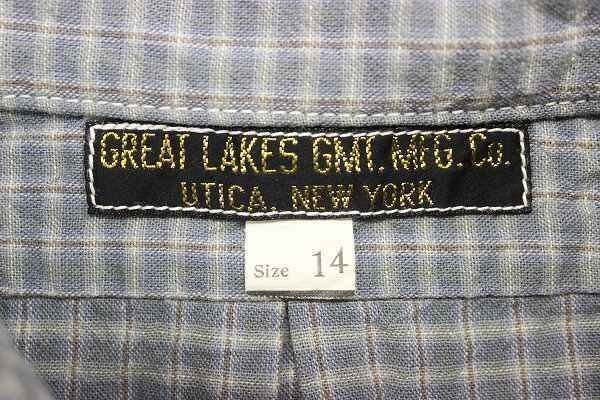 GREAT LAKES GMT. MFG. Co.
UTICA, NEW YORK
Size 14